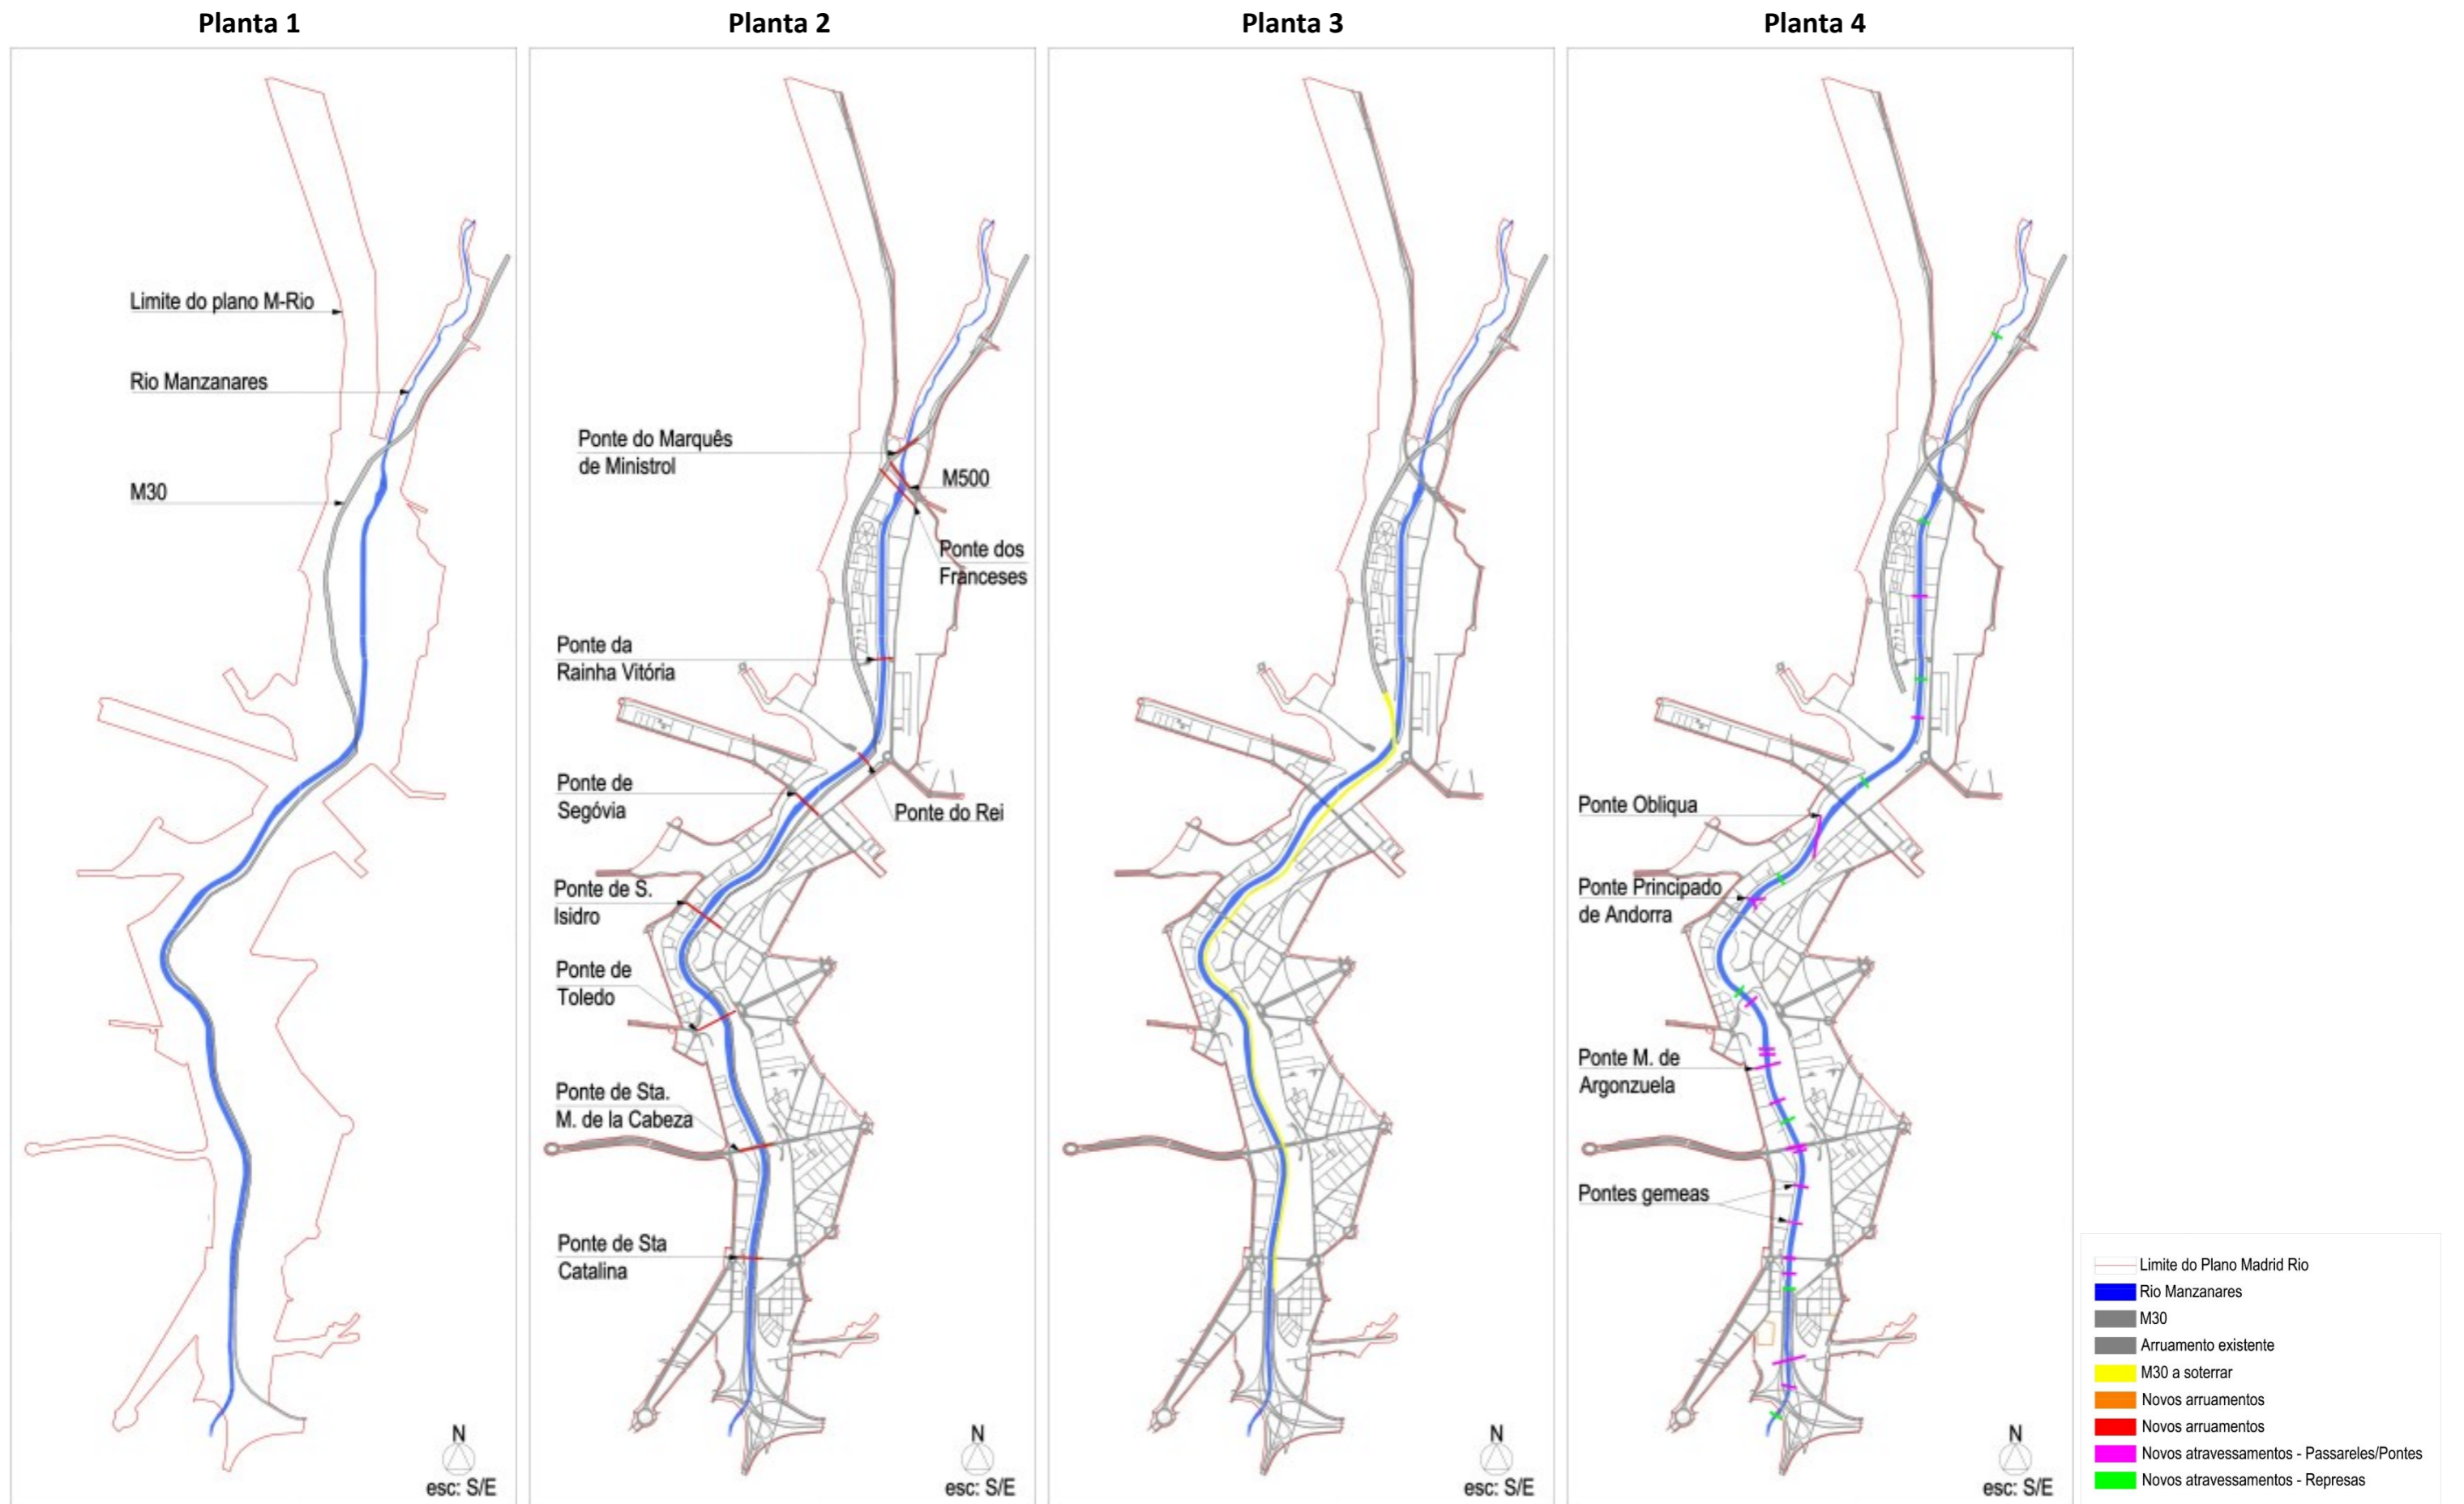 Planta 1
Planta 2
Planta 3
Planta 4
Limite do plano M-Rio
Rio Manzanares
M30
N
esc: S/E
Ponte do Marquês
de Ministrol
M500
Ponte dos
Franceses
Ponte da
Rainha Vitória
Ponte de
Segóvia
Ponte do Rei
Ponte de S.
Isidro
Ponte de
Toledo
Ponte de Sta.
M. de la Cabeza
Ponte de Sta
Catalina
N
esc: S/E
N
esc: S/E
Ponte Obliqua
Ponte Principado
de Andorra
Ponte M. de
Argonzuela
Pontes gemeas
N
esc: S/E
Limite do Plano Madrid Rio
Rio Manzanares
M30
Arruamento existente
M30 a soterrar
Novos arruamentos
Novos arruamentos
Novos atravessamentos - Passareles/Pontes
Novos atravessamentos - Represas